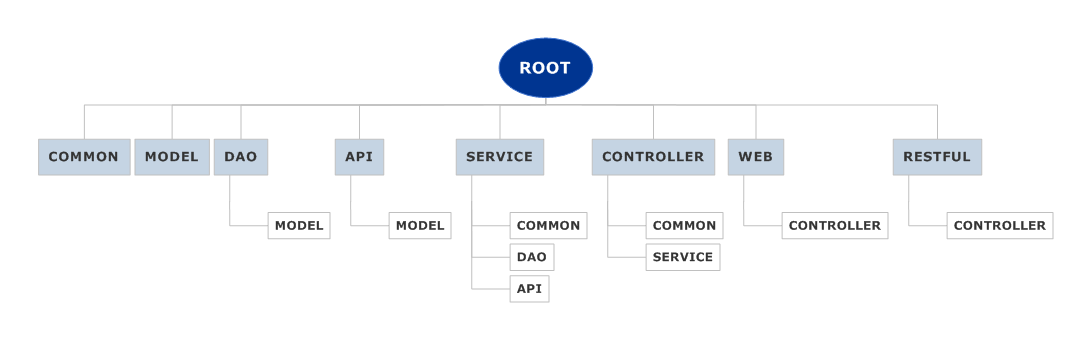 ROOT
COMMON MODEL DAO API SERVICE CONTROLLER WEB RESTFUL
MODEL MODEL COMMON COMMON CONTROLLER CONTROLLER
DAO SERVICE
API